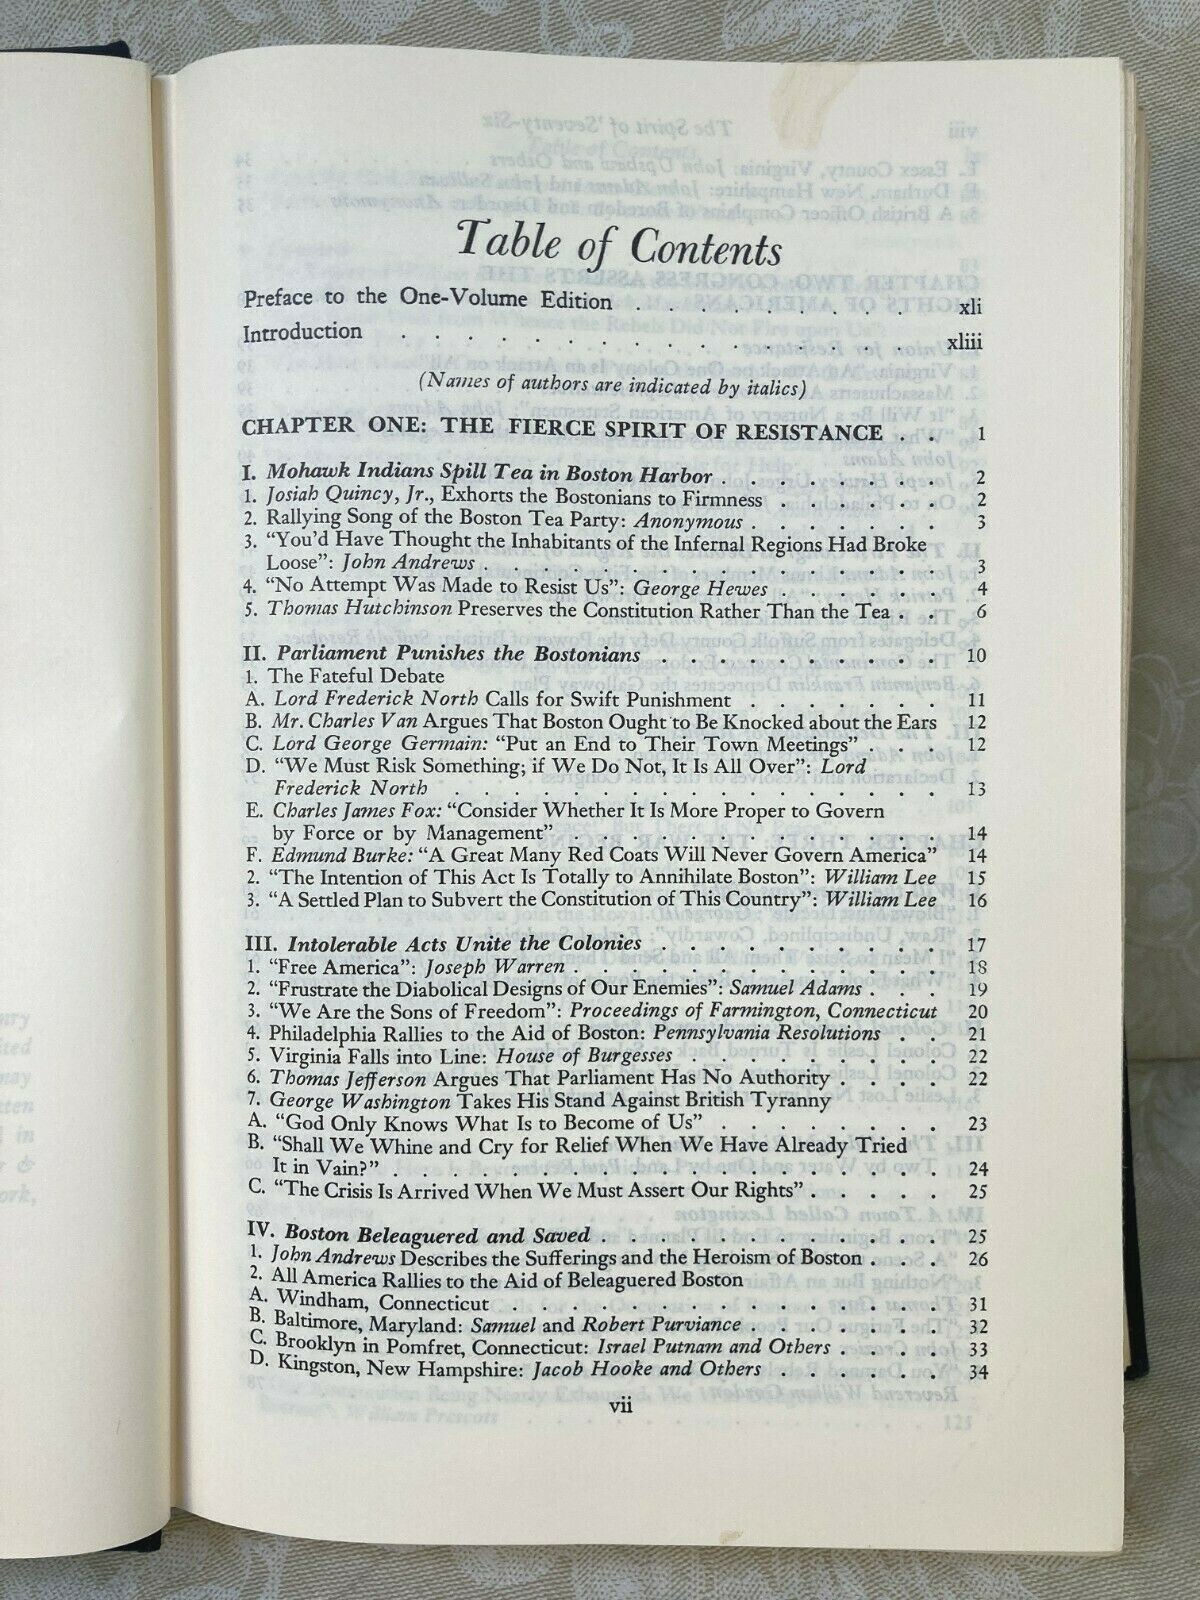 Table of Contents
Preface to the One-Volume Edition . . . . . . . . . xli
Introduction . . . . . . . . . . . . . . . . xliii
(Names of authors are indicated by italics)
CHAPTER ONE: THE FIERCE SPIRIT OF RESISTANCE . . 1
I. Mohawk Indians Spill Tea in Boston Harbor . . . . . . . 2
1. Josiah Quincy, Jr., Exhorts the Bostonians to Firmness . . . . . 2
2. Rallying Song of the Boston Tea Party: Anonymous . . . . . . 3
3. "You'd Have Thought the Inhabitants of the Infernal Regions Had Broke
Loose": John Andrews . . . . . . . . . . . . . . 3
4. "No Attempt Was Made to Resist Us": George Hewes . . . . . 4
5. Thomas Hutchinson Preserves the Constitution Rather Than the Tea . . 6
II. Parliament Punishes the Bostonians . . . . . . . . . 10
1. The Fateful Debate
A. Lord Frederick North Calls for Swift Punishment . . . . . . 11
B. Mr. Charles Van Argues That Boston Ought to Be Knocked about the Ears 12
C. Lord George Germain: "Put an End to Their Town Meetings" . . . 12
D. "We Must Risk Something; if We Do Not, It Is All Over": Lord
Frederick North . . . . . . . . . . . . . . . 13
E. Charles James Fox: "Consider Whether It Is More Proper to Govern
by Force or by Management" . . . . . . . . . . . 14
F. Edmund Burke: "A Great Many Red Coats Will Never Govern America" 14
2. "The Intention of This Act Is Totally to Annihilate Boston": William Lee 15
3. "A Settled Plan to Subvert the Constitution of This Country": William Lee 16
III. Intolerable Acts Unite the Colonies . . . . . . . . . 17
1. "Free America": Joseph Warren . . . . . . . . . . . 18
2. "Frustrate the Diabolical Designs of Our Enemies": Samuel Adams . . . 19
3. "We Are the Sons of Freedom": Proceedings of Farmington, Connecticut 20
4. Philadelphia Rallies to the Aid of Boston: Pennsylvania Resolutions . . 21
5. Virginia Falls into Line: House of Burgesses . . . . . . . . 22
6. Thomas Jefferson Argues That Parliament Has No Authority . . . . 22
7. George Washington Takes His Stand Against British Tyranny
A. "God Only Knows What Is to Become of Us" . . . . . . . 23
B. "Shall We Whine and Cry for Relief When We Have Already Tried
It in Vain?" . . . . . . . . . . . . . . . . . 24
C. "The Crisis Is Arrived When We Must Assert Our Rights" . . . . 25
IV. Boston Beleaguered and Saved . . . . . . . . . . . 25
1. John Andrews Describes the Sufferings and the Heroism of Boston . . . 26
2. All America Rallies to the Aid of Beleaguered Boston
A. Windham, Connecticut . . . . . . . . . . . . . 31
B. Baltimore, Maryland: Samuel and Robert Purviance . . . . . . 32
C. Brooklyn in Pomfret, Connecticut: Israel Putnam and Others . . . 33
D. Kingston, New Hampshire: Jacob Hooke and Others . . . . . . 34
vii